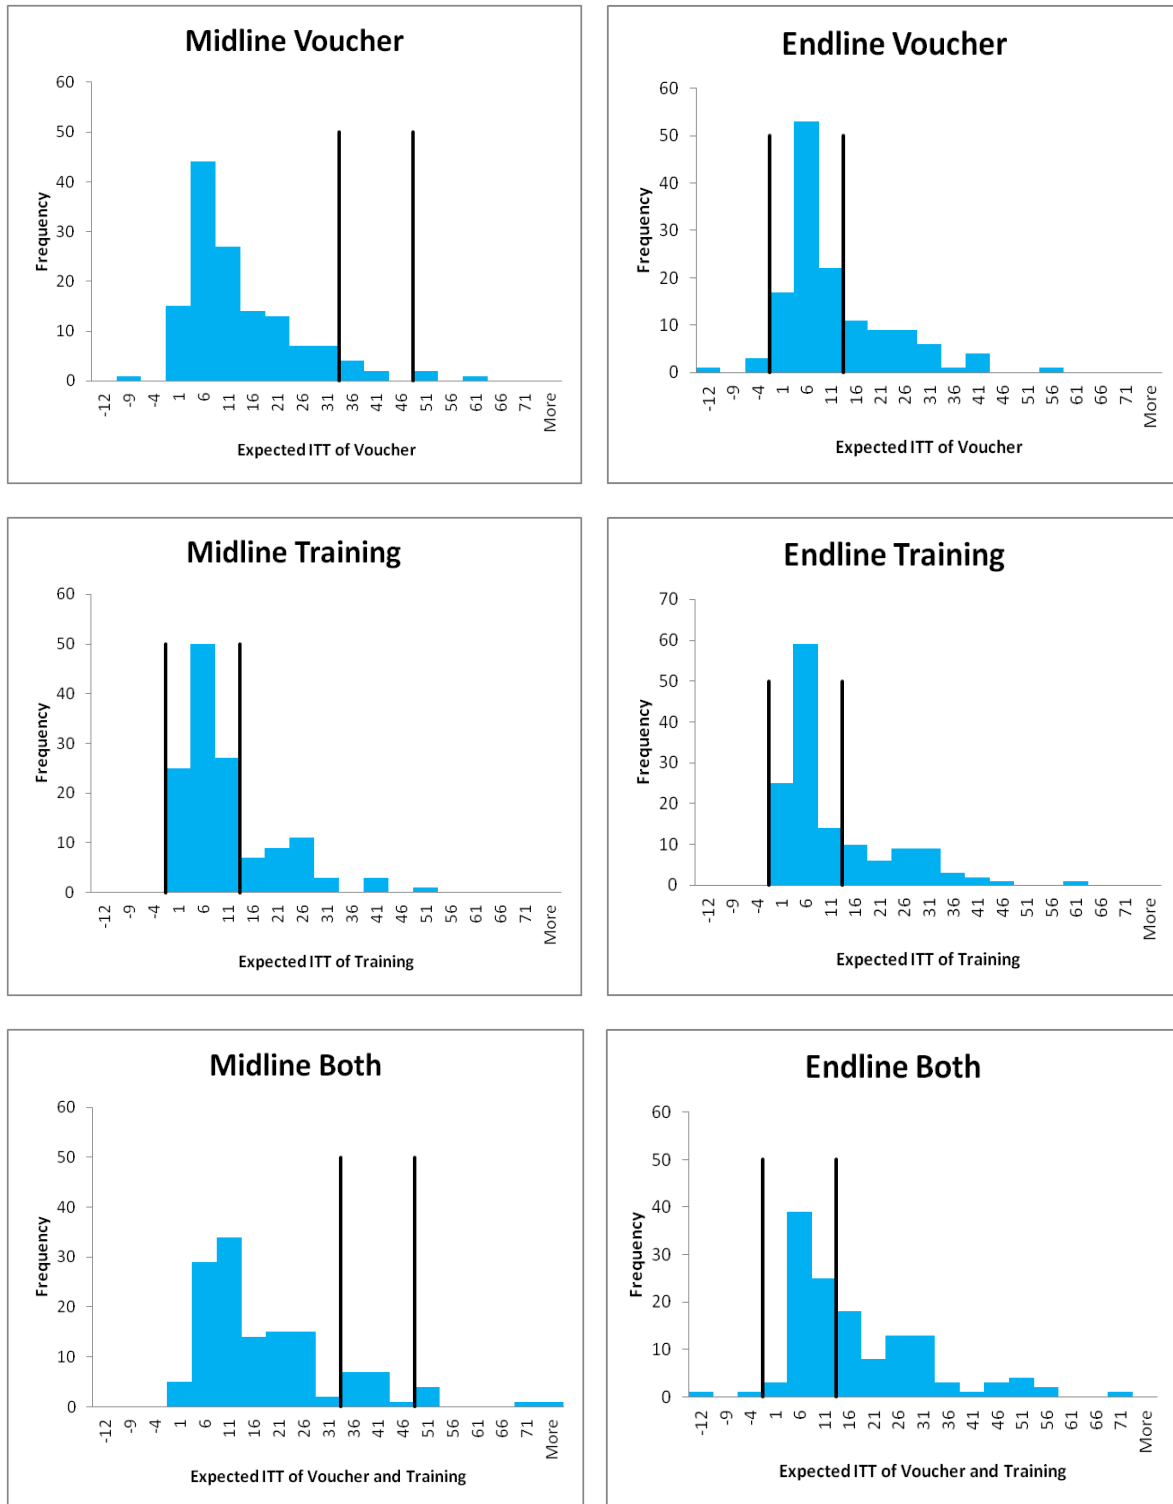 Midline Voucher
60
50
40
30
20
10
0
Frequency
-12 -9 -4 1 6 11 16 21 26 31 36 41 46 51 56 61 66 71 More
Expected ITT of Voucher
Endline Voucher
60
50
40
30
20
10
0
Frequency
-12 -9 -4 1 6 11 16 21 26 31 36 41 46 51 56 61 66 71 More
Expected ITT of Voucher
Midline Training
60
50
40
30
20
10
0
Frequency
-12 -9 -4 1 6 11 16 21 26 31 36 41 46 51 56 61 66 71 More
Expected ITT of Training
Endline Training
70
60
50
40
30
20
10
0
Frequency
-12 -9 -4 1 6 11 16 21 26 31 36 41 46 51 56 61 66 71 More
Expected ITT of Training
Midline Both
60
50
40
30
20
10
0
Frequency
-12 -9 -4 1 6 11 16 21 26 31 36 41 46 51 56 61 66 71 More
Expected ITT of Voucher and Training
Endline Both
60
50
40
30
20
10
0
Frequency
-12 -9 -4 1 6 11 16 21 26 31 36 41 46 51 56 61 66 71 More
Expected ITT of Voucher and Training